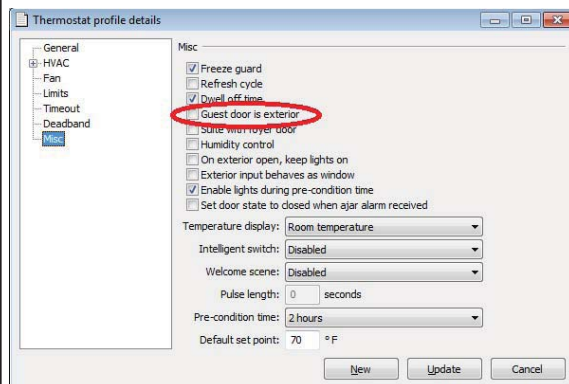 Thermostat profile details
General
HVAC
Fan
Limits
Timeout
Deadband
Misc
Misc
Freeze guard
Refresh cycle
Dwell off time
Guest door is exterior
Suite with foyer door
Humidity control
On exterior open, keep lights on
Exterior input behaves as window
Enable lights during pre-condition time
Set door state to closed when ajar alarm received
Temperature display: Room temperature
Intelligent switch: Disabled
Welcome scene: Disabled
Pulse length: 0 seconds
Pre-condition time: 2 hours
Default set point: 70 °F
New Update Cancel